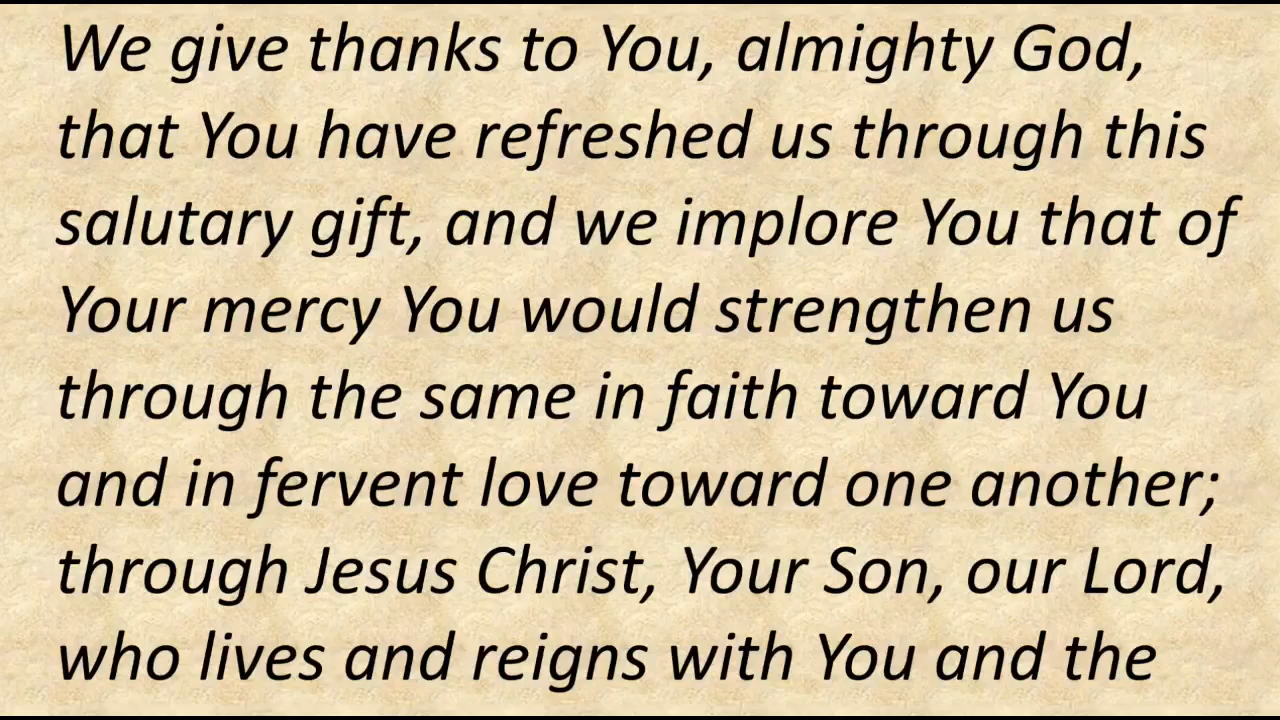 We give thanks to You, almighty God,
that You have refreshed us through this
salutary gift, and we implore You that of
Your mercy You would strengthen us
through the same in faith toward You
and in fervent love toward one another;
through Jesus Christ, Your Son, our Lord,
who lives and reigns with You and the